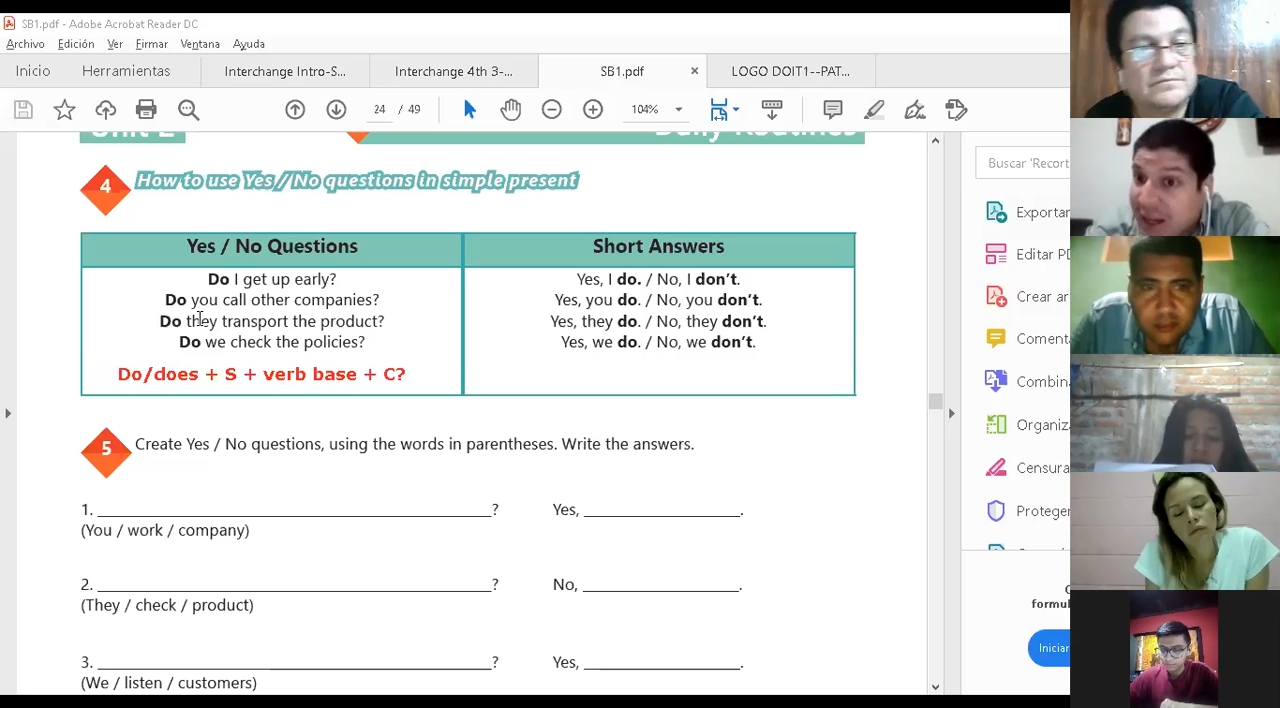 SB1.pdf - Adobe Acrobat Reader DC
Archivo Edición Ver Firmar Ventana Ayuda
Inicio Herramientas Interchange Intro-S... Interchange 4th 3-... SB1.pdf × LOGO DOIT1--PAT...
24 / 49 104%
Unit 2 Daily Routines
4 How to use Yes / No questions in simple present
Yes / No Questions Short Answers
Do I get up early? Yes, I do. / No, I don't.
Do you call other companies? Yes, you do. / No, you don't.
Do they transport the product? Yes, they do. / No, they don't.
Do we check the policies? Yes, we do. / No, we don't.
Do/does + S + verb base + C?
5 Create Yes / No questions, using the words in parentheses. Write the answers.
1. ? Yes, .
(You / work / company)
2. ? No, .
(They / check / product)
3. ? Yes, .
(We / listen / customers)
Buscar 'Recort
Exportar
Editar PD
Crear ar
Comenta
Combin
Organiz
Censura
Proteger
formul
Iniciar